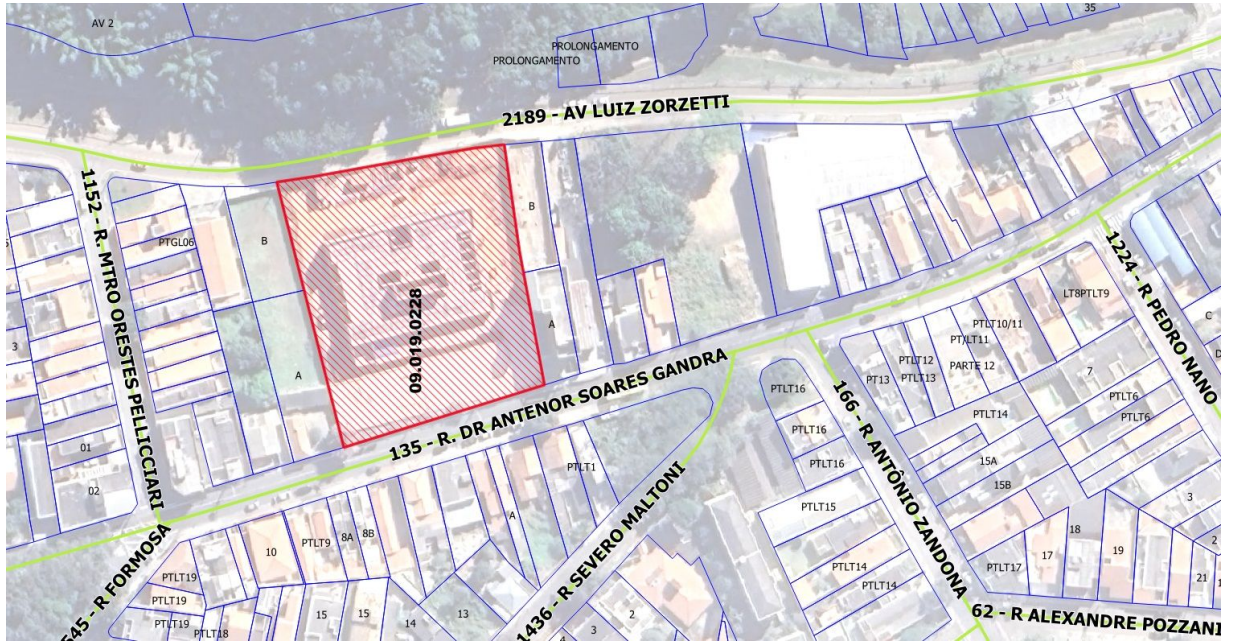 AV 2
35
PROLONGAMENTO
PROLONGAMENTO
2189 - AV LUIZ ZORZETTI
1152 - R. MTRO ORESTES PELLICCIARI
B
PTGL06
B
09.019.0228
1224 - R PEDRO NANO
LT8PTLT9
C
D
3
A
A
135 - R. DR ANTENOR SOARES GANDRA
PTLT10/11
PT/LT11
PARTE 12
PTLT12
PTLT13
PT13
7
PTLT6
PTLT6
PTLT16
PTLT16
PTLT16
166 - R ANTÔNIO ZANDONA
PTLT14
15A
15B
01
02
PTLT1
A
PTLT15
PTLT14
PTLT14
3
2
10
PTLT9
8A
8B
18
17
19
21
PTLT17
545 - R FORMOSA
PTLT19
PTLT19
PTLT19
PTLT18
15
15
14
13
1436 - R SEVERO MALTONI
2
3
4
62 - R ALEXANDRE POZZANI